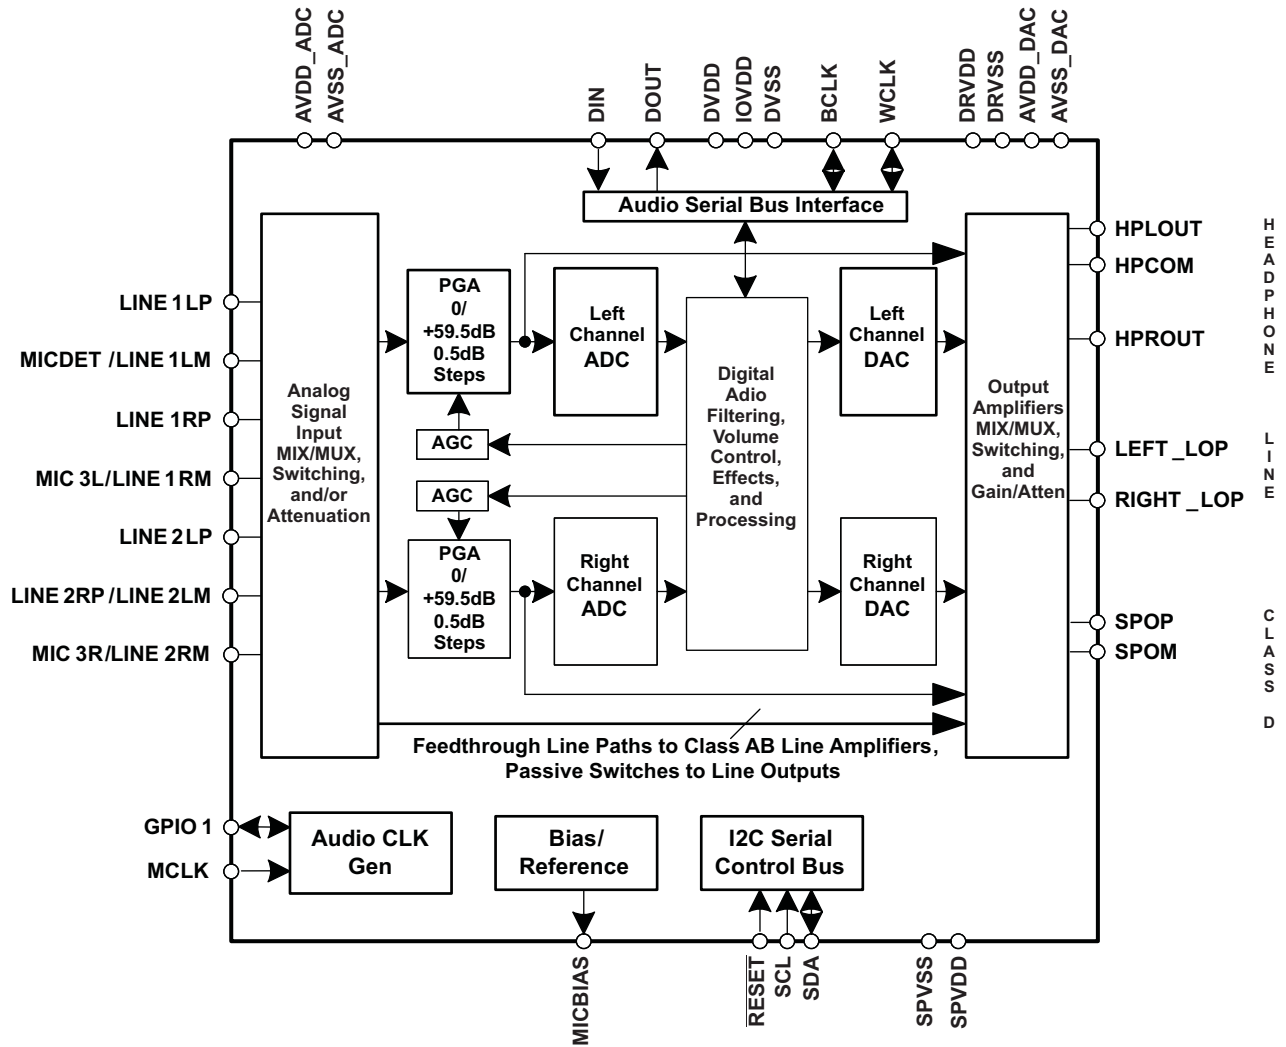 AVDD_ADC
AVSS_ADC
DIN
DOUT
DVDD
IOVDD
DVSS
BCLK
WCLK
DRVDD
DRVSS
AVDD_DAC
AVSS_DAC
Audio Serial Bus Interface
LINE 1LP
MICDET /LINE 1LM
LINE 1RP
MIC 3L/LINE 1RM
LINE 2LP
LINE 2RP /LINE 2LM
MIC 3R/LINE 2RM
Analog
Signal
Input
MIX/MUX,
Switching,
and/or
Attenuation
PGA
0/
+59.5dB
0.5dB
Steps
AGC
AGC
PGA
0/
+59.5dB
0.5dB
Steps
Left
Channel
ADC
Right
Channel
ADC
Digital
Adio
Filtering,
Volume
Control,
Effects,
and
Processing
Left
Channel
DAC
Right
Channel
DAC
Output
Amplifiers
MIX/MUX,
Switching,
and
Gain/Atten
HPLOUT
HPCOM
HPROUT
LEFT _LOP
RIGHT _LOP
SPOP
SPOM
HEADPHONE
LINE
CLASS D
Feedthrough Line Paths to Class AB Line Amplifiers,
Passive Switches to Line Outputs
GPIO 1
MCLK
Audio CLK
Gen
Bias/
Reference
I2C Serial
Control Bus
MICBIAS
RESET
SCL
SDA
SPVSS
SPVDD